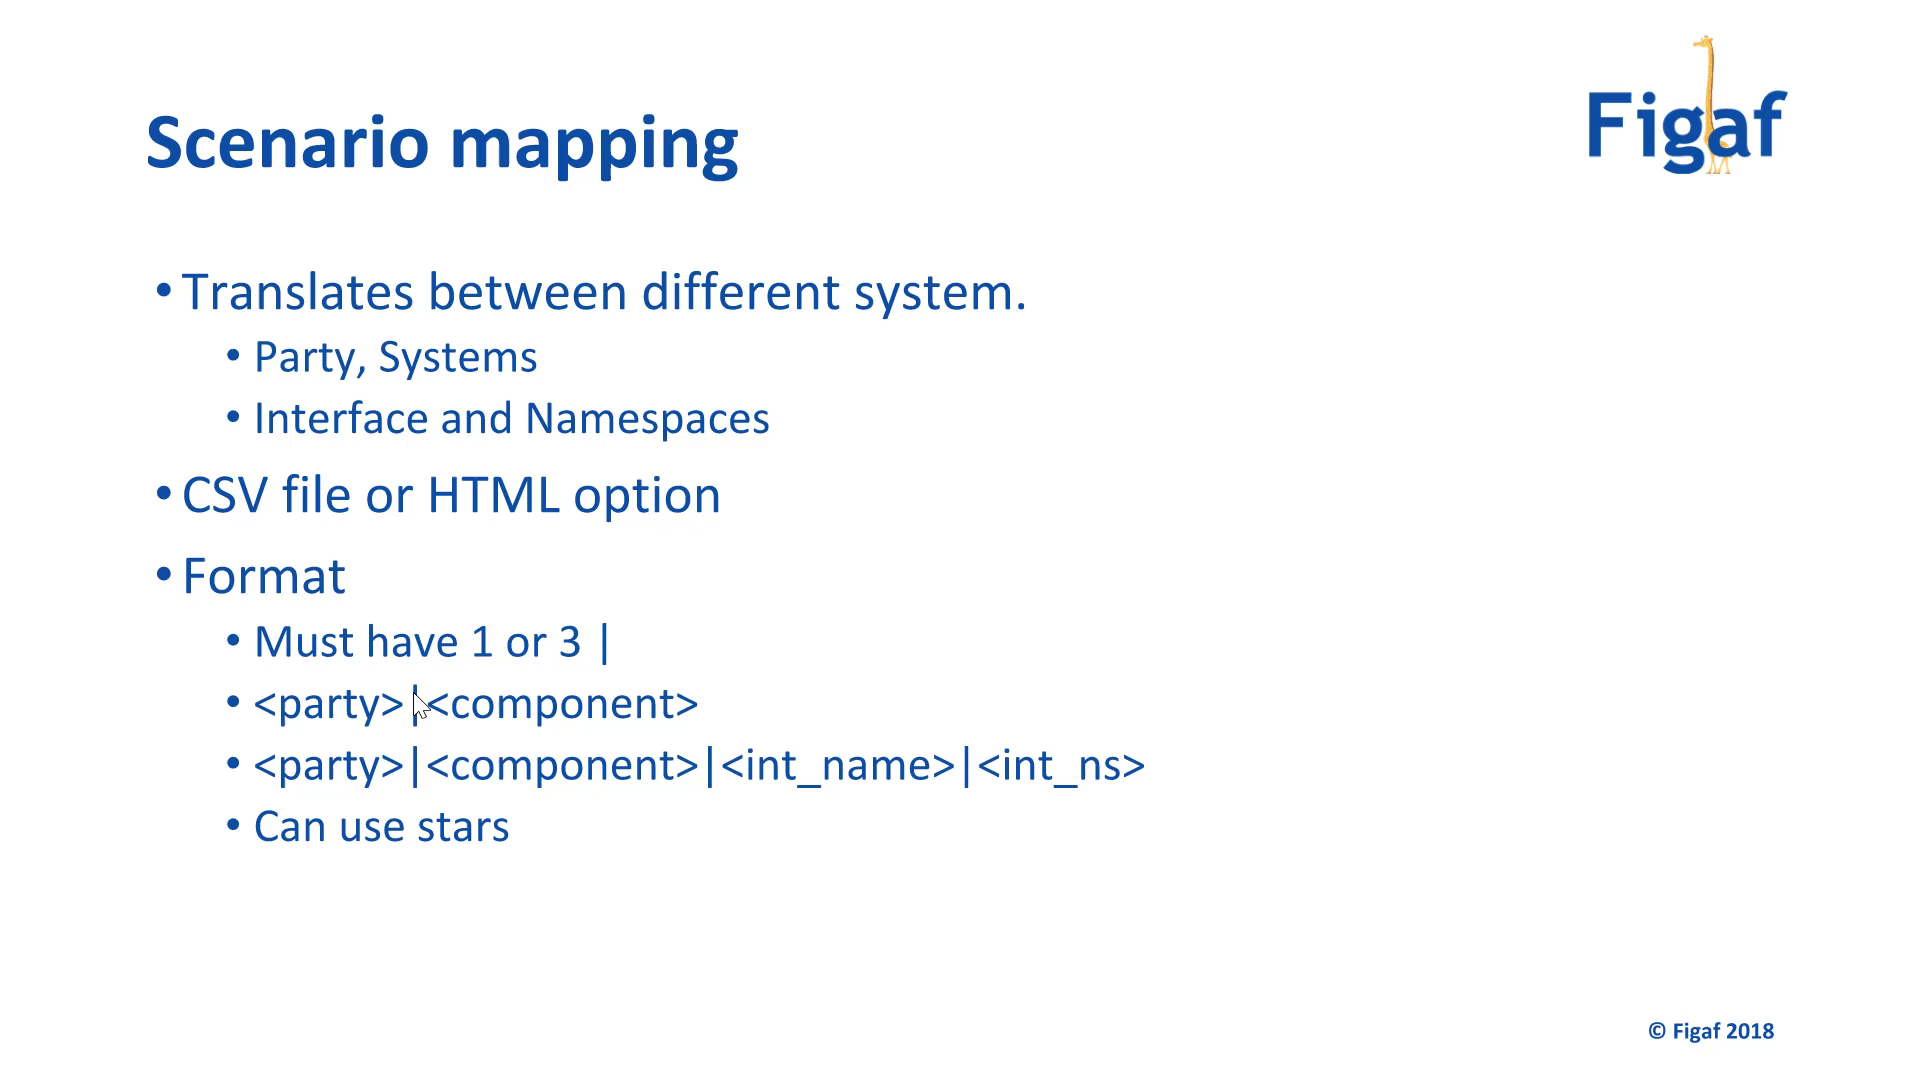 Figaf
Scenario mapping
• Translates between different system.
• Party, Systems
• Interface and Namespaces
• CSV file or HTML option
• Format
• Must have 1 or 3 |
• <party>|<component>
• <party>|<component>|<int_name>|<int_ns>
• Can use stars
© Figaf 2018